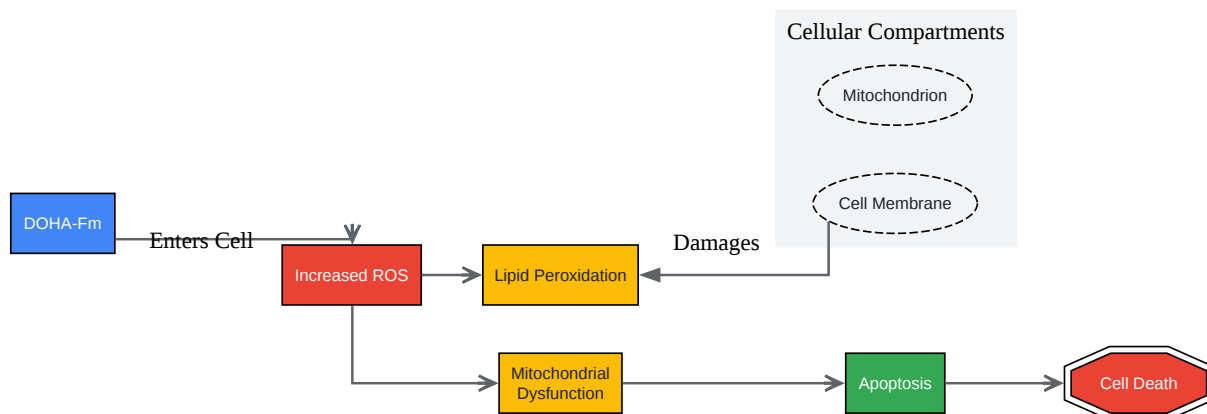 Cellular Compartments
Mitochondrion
Cell Membrane
DOHA-Fm
Enters Cell
Damages
Increased ROS
Lipid Peroxidation
Mitochondrial
Dysfunction
Apoptosis
Cell Death